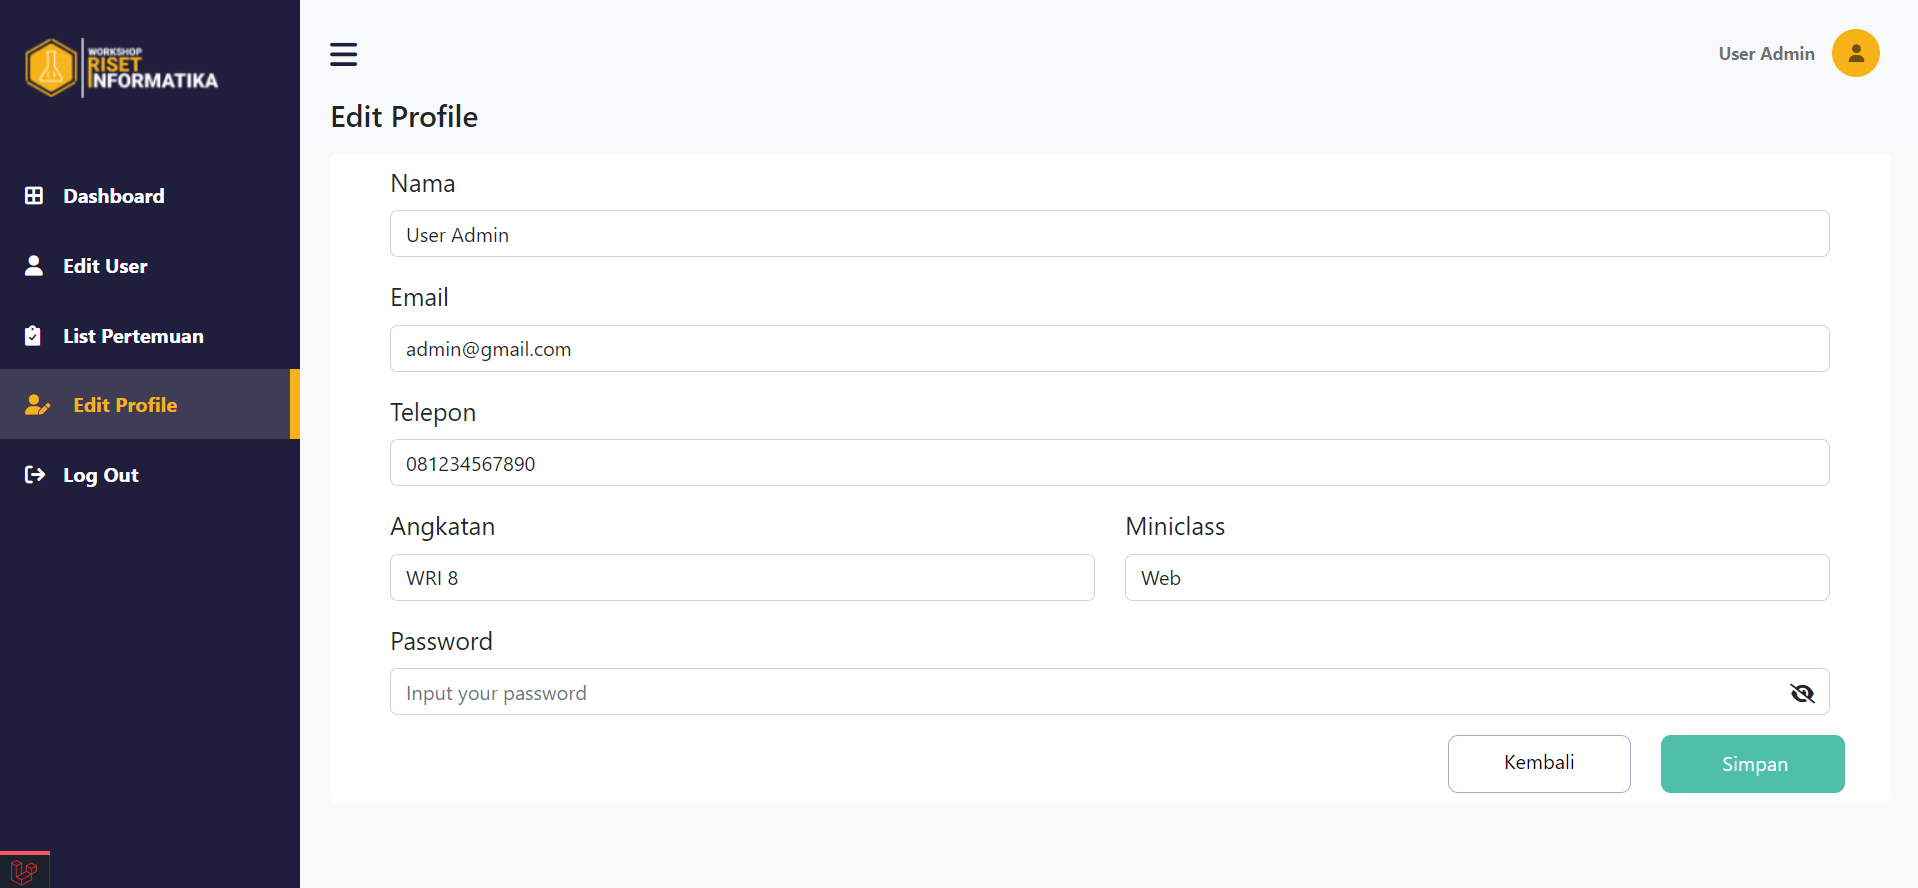 WORKSHOP
RISET
INFORMATIKA
Dashboard
Edit User
List Pertemuan
Edit Profile
Log Out
User Admin
Edit Profile
Nama
User Admin
Email
admin@gmail.com
Telepon
081234567890
Angkatan
Miniclass
WRI 8
Web
Password
Input your password
Kembali
Simpan